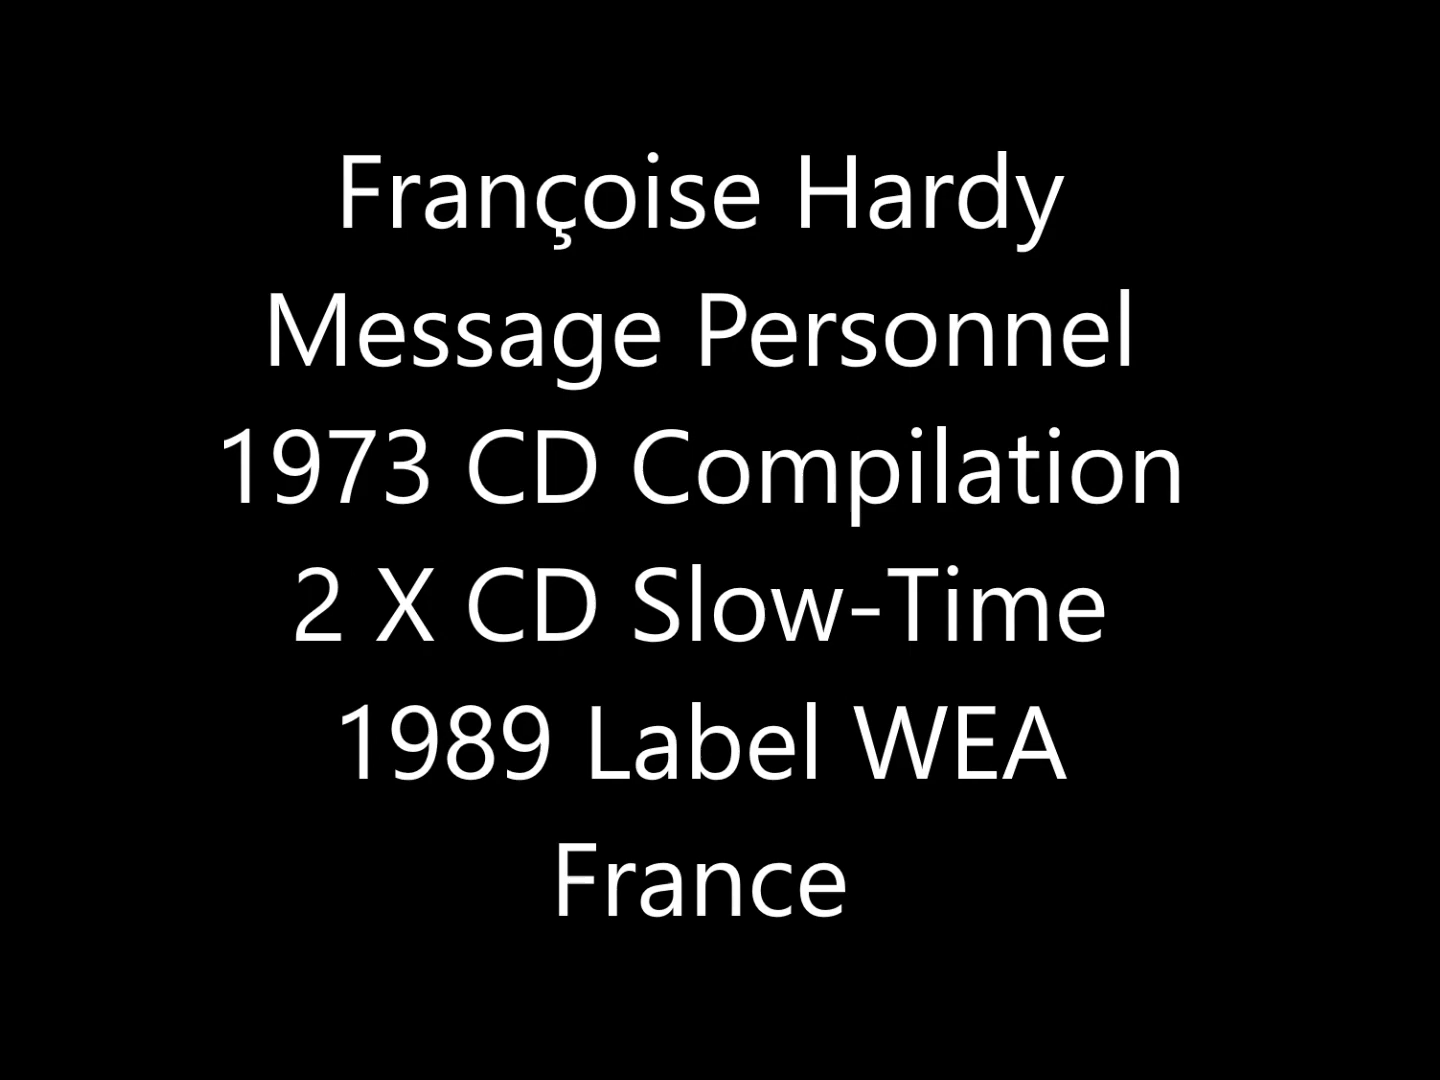 Françoise Hardy
Message Personnel
1973 CD Compilation
2 X CD Slow-Time
1989 Label WEA
France